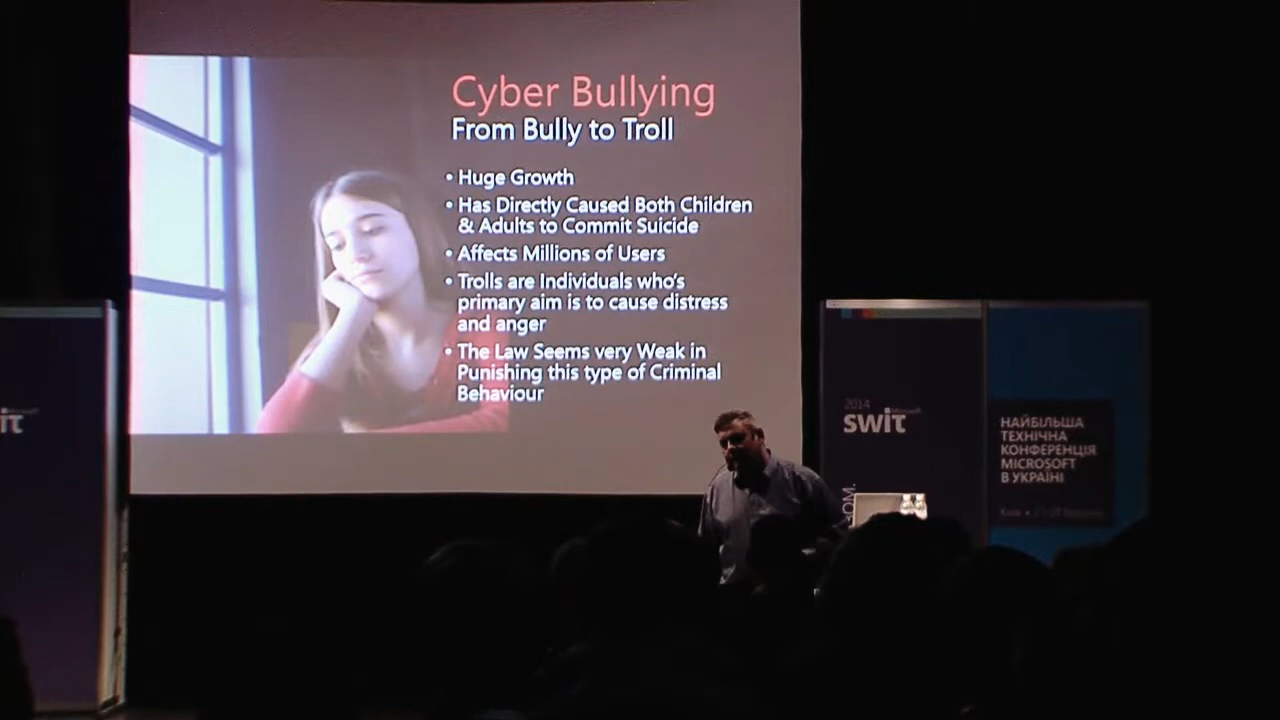 Cyber Bullying
From Bully to Troll
• Huge Growth
• Has Directly Caused Both Children
& Adults to Commit Suicide
• Affects Millions of Users
• Trolls are Individuals who's
primary aim is to cause distress
and anger
• The Law Seems very Weak in
Punishing this type of Criminal
Behaviour
2014
swit
НАЙБІЛЬША
ТЕХНІЧНА
КОНФЕРЕНЦІЯ
MICROSOFT
В УКРАЇНІ